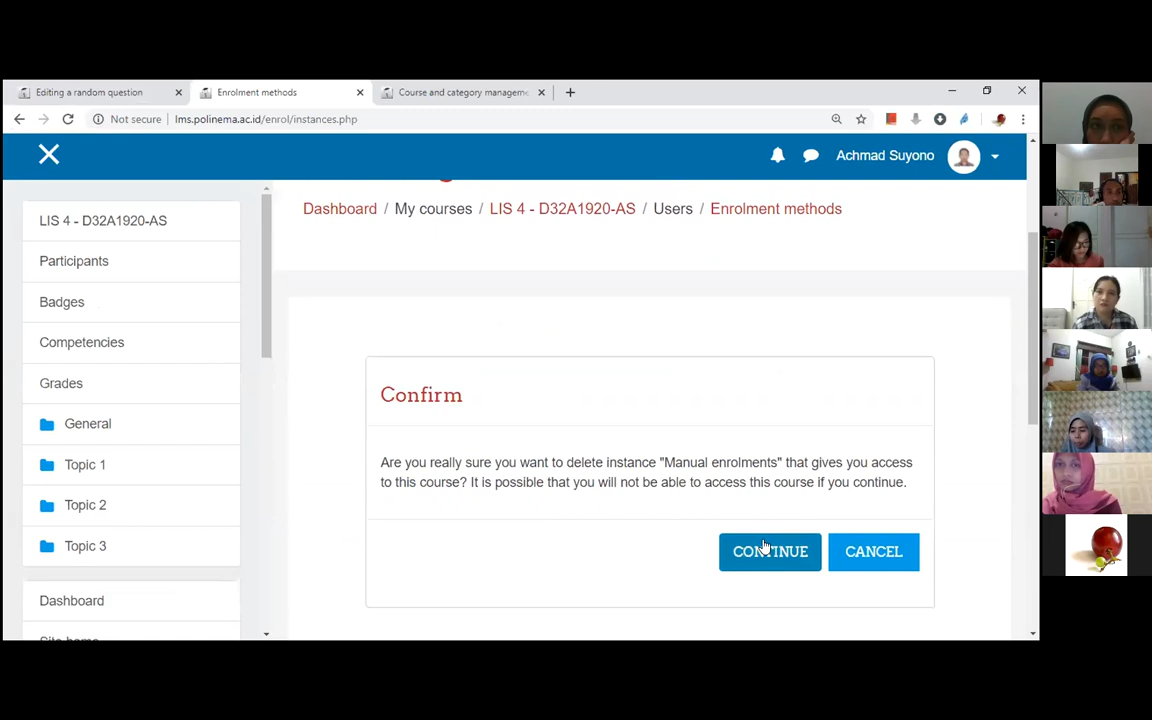 Editing a random question
Enrolment methods
Course and category manageme
Not secure
lms.polinema.ac.id/enrol/instances.php
Achmad Suyono
LIS 4 - D32A1920-AS
Participants
Badges
Competencies
Grades
General
Topic 1
Topic 2
Topic 3
Dashboard
Dashboard / My courses / LIS 4 - D32A1920-AS / Users / Enrolment methods
Confirm
Are you really sure you want to delete instance "Manual enrolments" that gives you access
to this course? It is possible that you will not be able to access this course if you continue.
CONTINUE
CANCEL